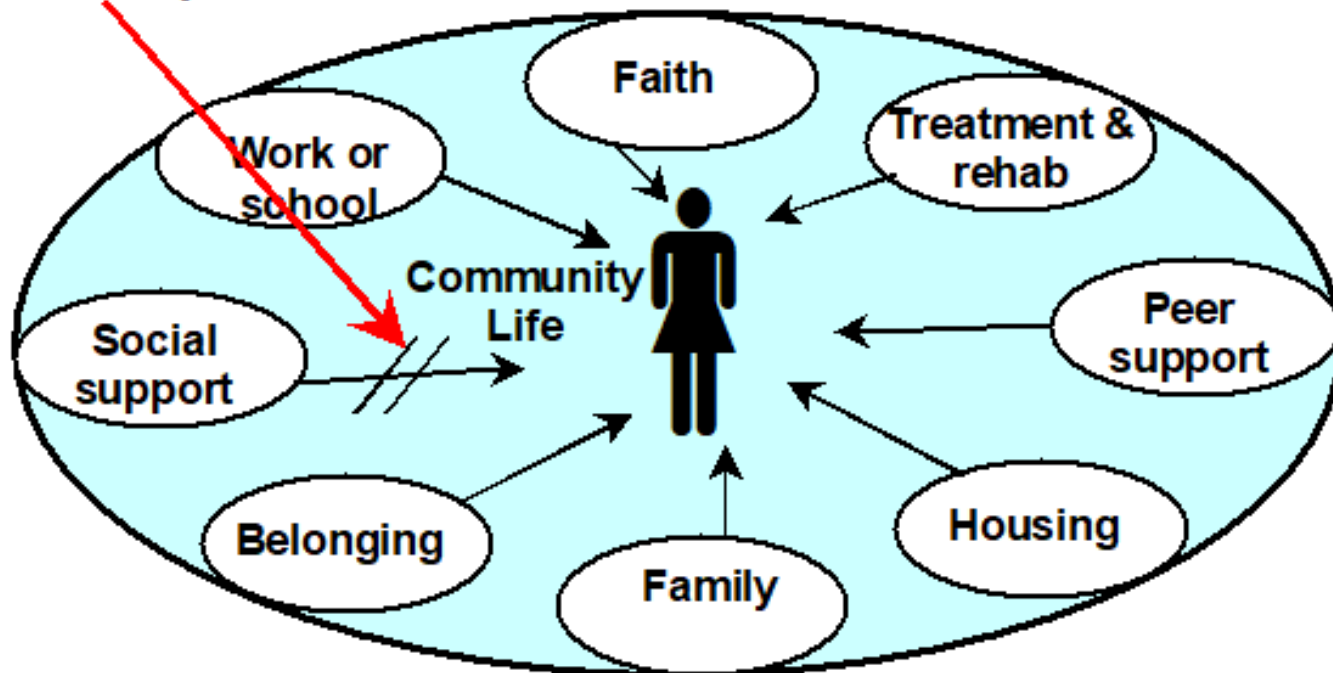 Faith
Treatment &
rehab
Work or
school
Community
Life
Social
support
Peer
support
Belonging
Housing
Family